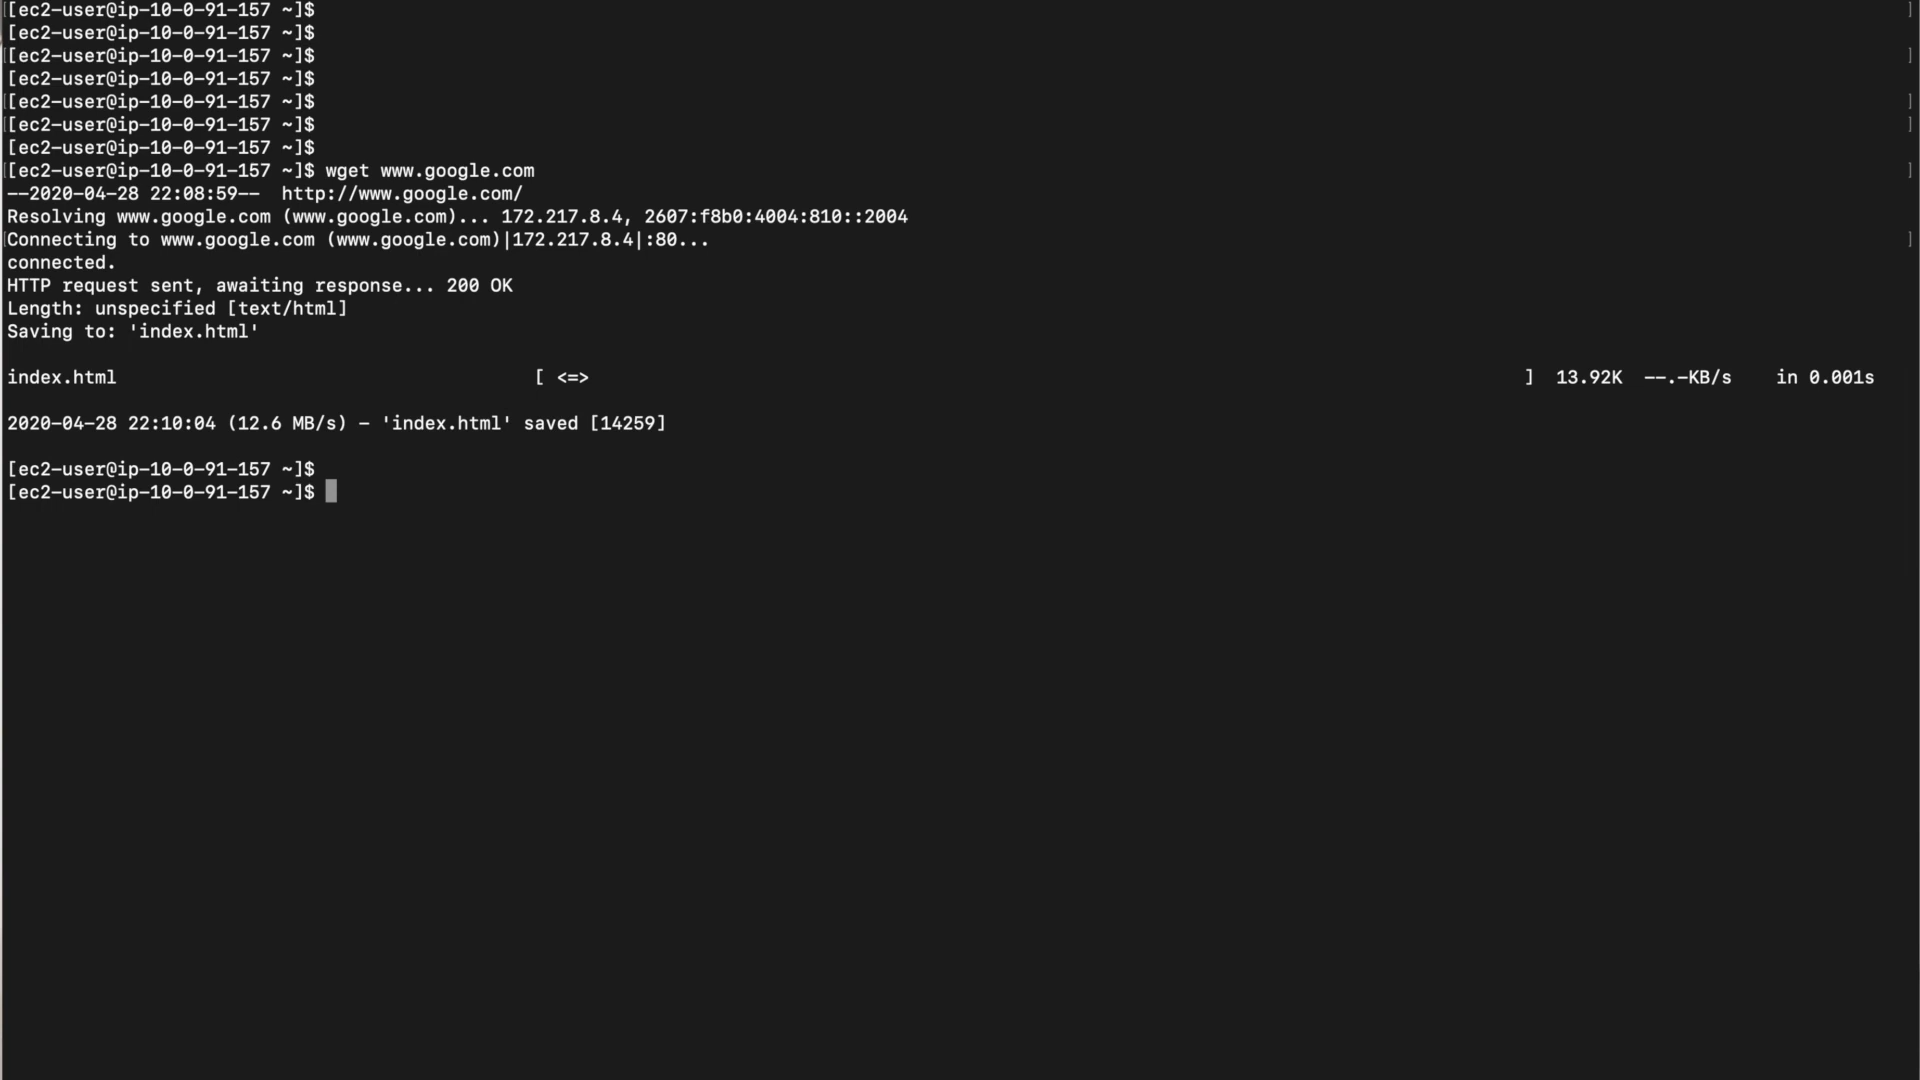 [ec2-user@ip-10-0-91-157 ~]$ ]
[ec2-user@ip-10-0-91-157 ~]$
[ec2-user@ip-10-0-91-157 ~]$ ]
[ec2-user@ip-10-0-91-157 ~]$
[ec2-user@ip-10-0-91-157 ~]$ ]
[ec2-user@ip-10-0-91-157 ~]$ ]
[ec2-user@ip-10-0-91-157 ~]$
[ec2-user@ip-10-0-91-157 ~]$ wget www.google.com ]
--2020-04-28 22:08:59--  http://www.google.com/
Resolving www.google.com (www.google.com)... 172.217.8.4, 2607:f8b0:4004:810::2004
Connecting to www.google.com (www.google.com)|172.217.8.4|:80... ]
connected.
HTTP request sent, awaiting response... 200 OK
Length: unspecified [text/html]
Saving to: 'index.html'
index.html [ <=> ] 13.92K --.-KB/s in 0.001s
2020-04-28 22:10:04 (12.6 MB/s) - 'index.html' saved [14259]
[ec2-user@ip-10-0-91-157 ~]$
[ec2-user@ip-10-0-91-157 ~]$